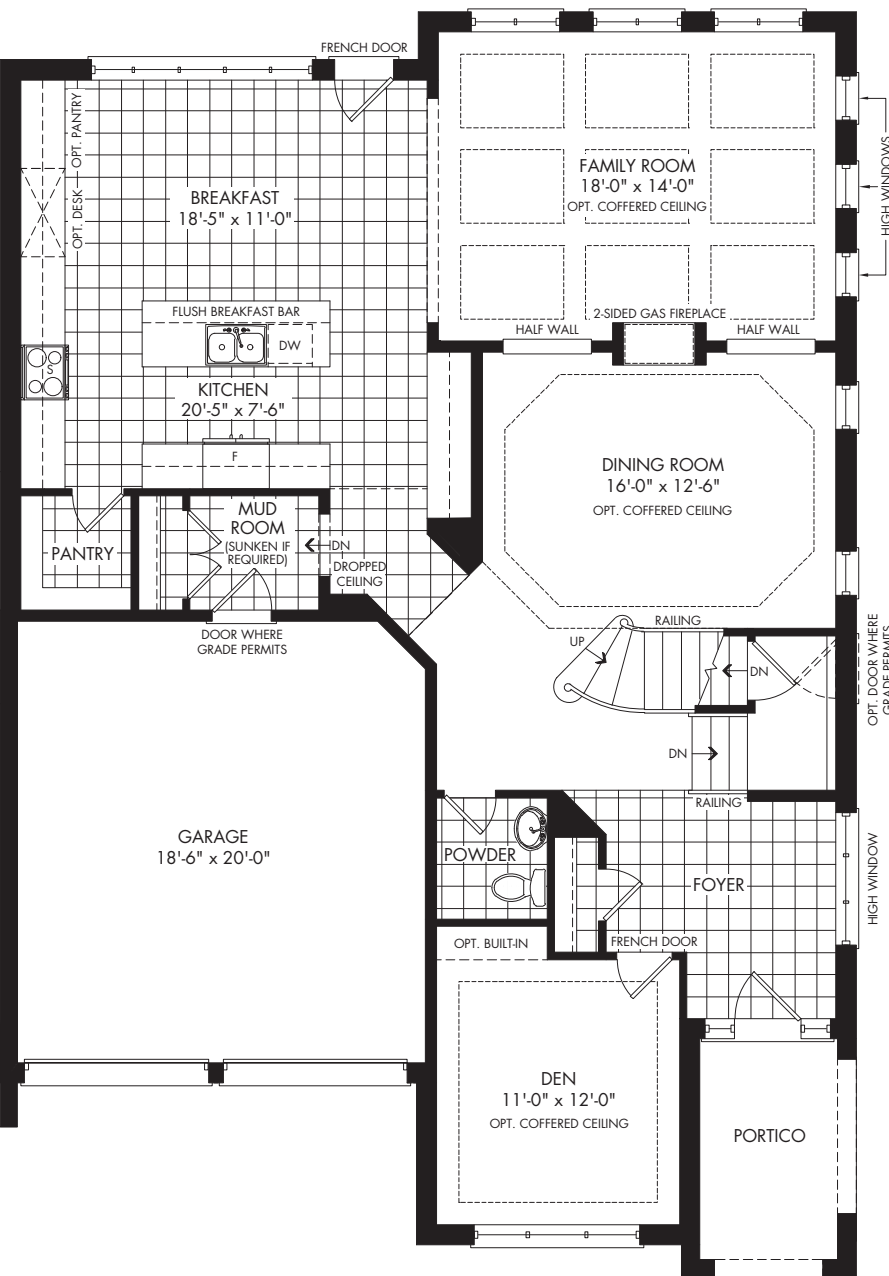 FRENCH DOOR
OPT. PANTRY
OPT. DESK
BREAKFAST
18'-5" x 11'-0"
FAMILY ROOM
18'-0" x 14'-0"
OPT. COFFERED CEILING
HIGH WINDOWS
FLUSH BREAKFAST BAR
DW
2-SIDED GAS FIREPLACE
HALF WALL
HALF WALL
S
KITCHEN
20'-5" x 7'-6"
F
DINING ROOM
16'-0" x 12'-6"
OPT. COFFERED CEILING
PANTRY
MUD
ROOM
(SUNKEN IF
REQUIRED)
DN
DROPPED
CEILING
DOOR WHERE
GRADE PERMITS
RAILING
UP
DN
OPT. DOOR WHERE
GRADE PERMITS
DN
RAILING
GARAGE
18'-6" x 20'-0"
POWDER
FOYER
HIGH WINDOW
OPT. BUILT-IN
FRENCH DOOR
DEN
11'-0" x 12'-0"
OPT. COFFERED CEILING
PORTICO